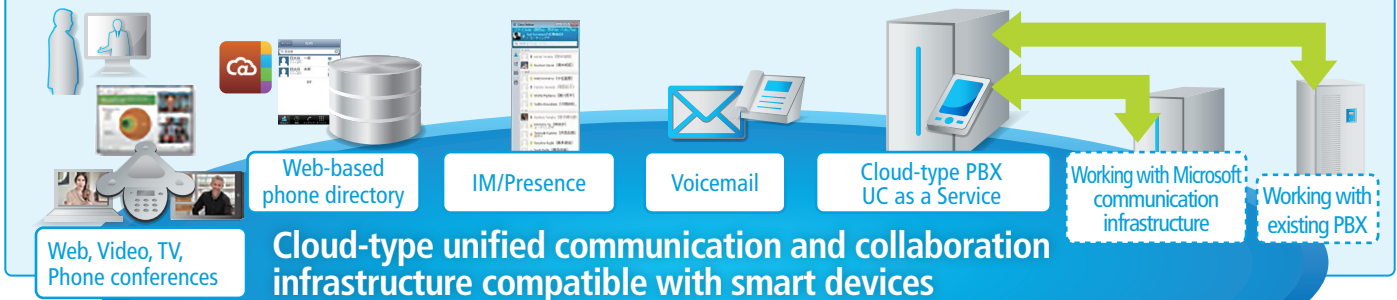 Web-based
phone directory
IM/Presence
Voicemail
Cloud-type PBX
UC as a Service
Working with Microsoft
communication
infrastructure
Working with
existing PBX
Web, Video, TV,
Phone conferences
Cloud-type unified communication and collaboration
infrastructure compatible with smart devices